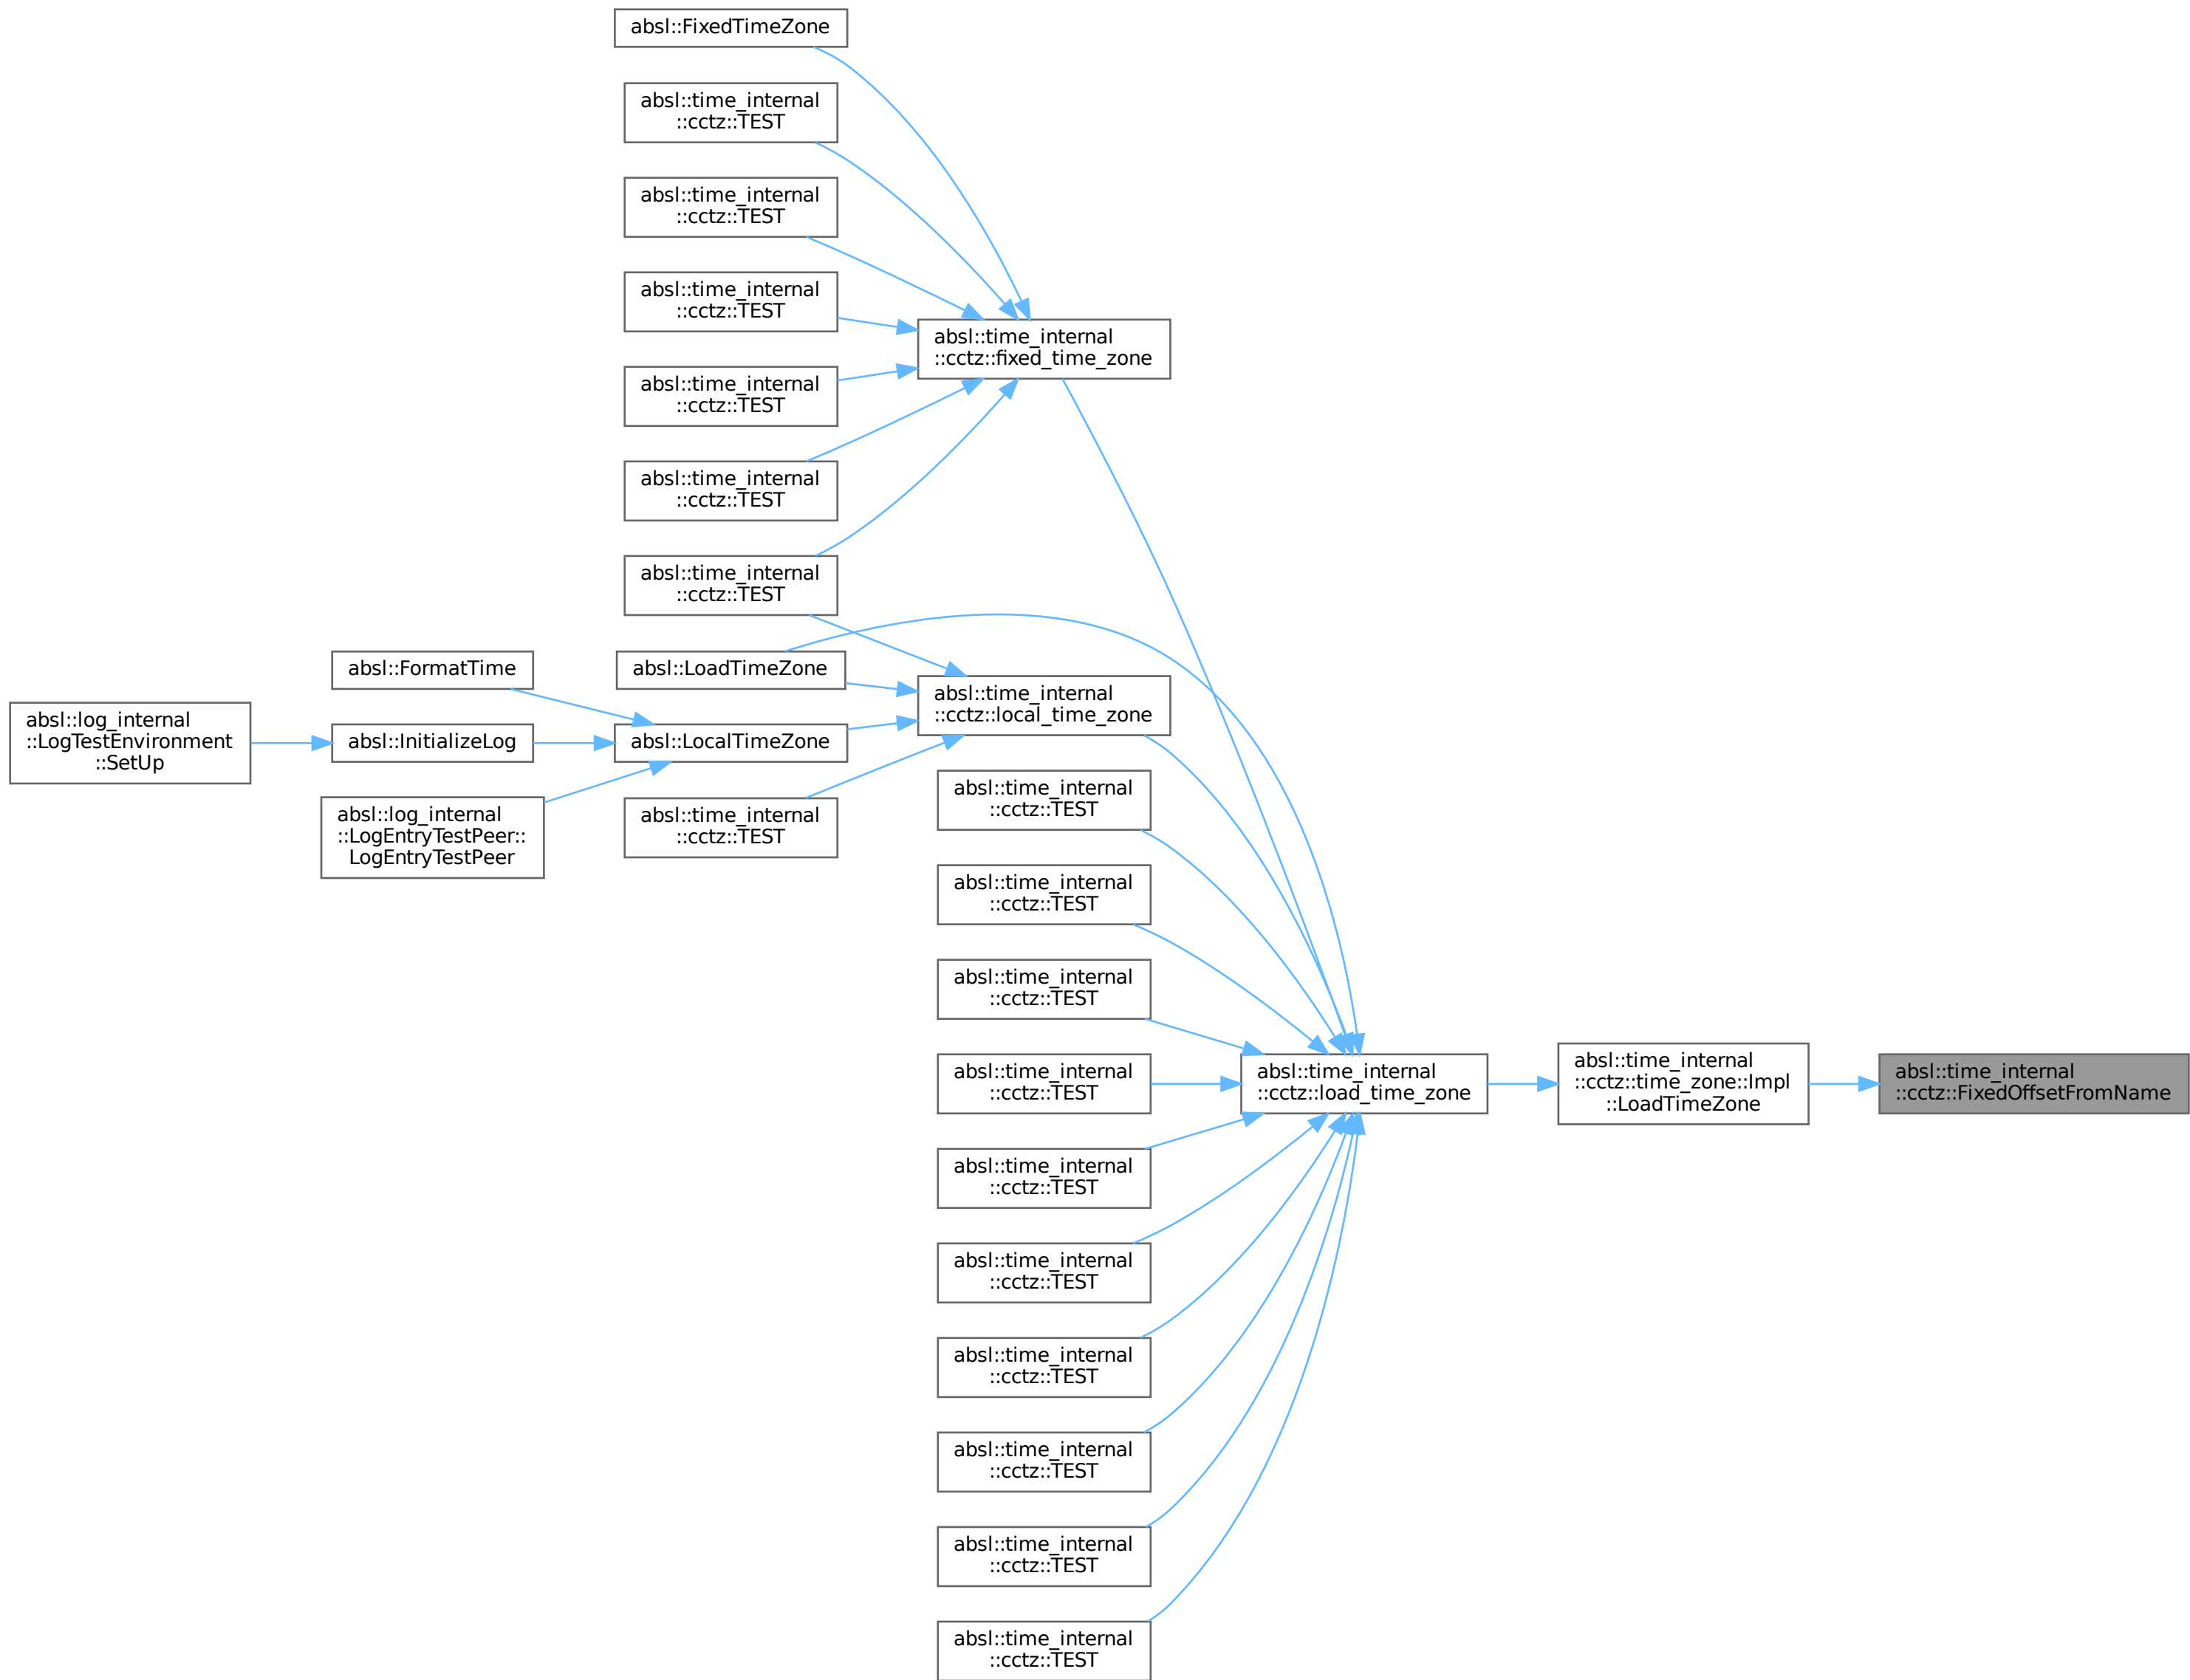 absl::FixedTimeZone
absl::time_internal
::cctz::TEST
absl::time_internal
::cctz::TEST
absl::time_internal
::cctz::TEST
absl::time_internal
::cctz::fixed_time_zone
absl::time_internal
::cctz::TEST
absl::time_internal
::cctz::TEST
absl::time_internal
::cctz::TEST
absl::FormatTime
absl::LoadTimeZone
absl::time_internal
::cctz::local_time_zone
absl::log_internal
::LogTestEnvironment
::SetUp
absl::InitializeLog
absl::LocalTimeZone
absl::log_internal
::LogEntryTestPeer::
LogEntryTestPeer
absl::time_internal
::cctz::TEST
absl::time_internal
::cctz::TEST
absl::time_internal
::cctz::TEST
absl::time_internal
::cctz::TEST
absl::time_internal
::cctz::TEST
absl::time_internal
::cctz::load_time_zone
absl::time_internal
::cctz::time_zone::Impl
::LoadTimeZone
absl::time_internal
::cctz::FixedOffsetFromName
absl::time_internal
::cctz::TEST
absl::time_internal
::cctz::TEST
absl::time_internal
::cctz::TEST
absl::time_internal
::cctz::TEST
absl::time_internal
::cctz::TEST
absl::time_internal
::cctz::TEST